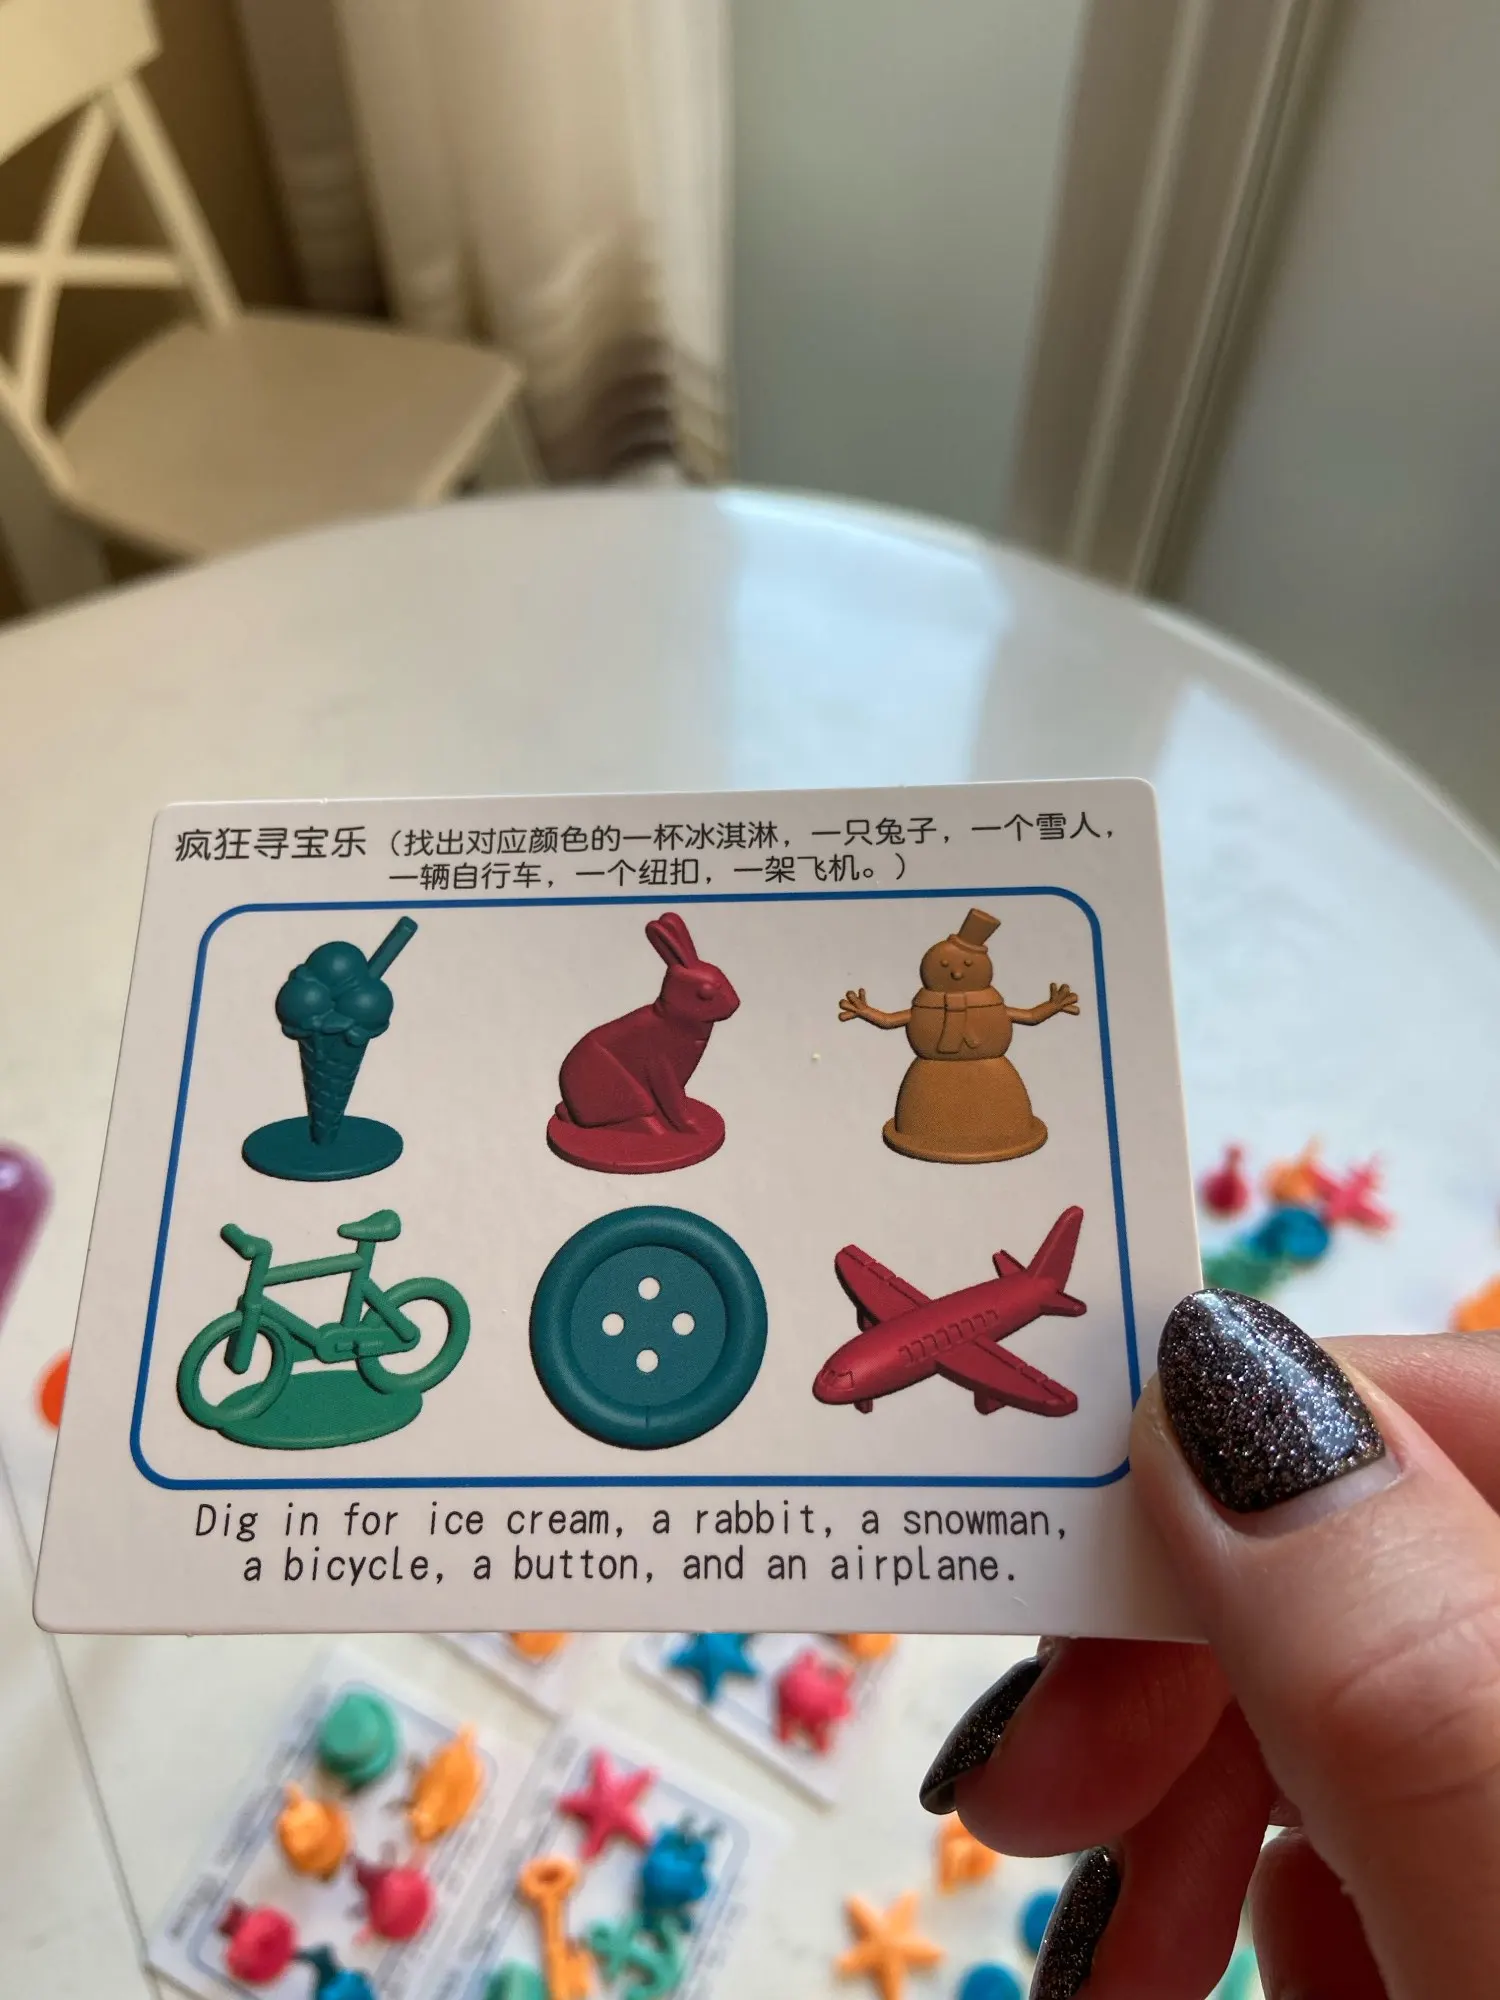 疯狂寻宝乐（找出对应颜色的一杯冰淇淋，一只兔子，一个雪人，
一辆自行车，一个纽扣，一架飞机。）
Dig in for ice cream, a rabbit, a snowman,
a bicycle, a button, and an airplane.